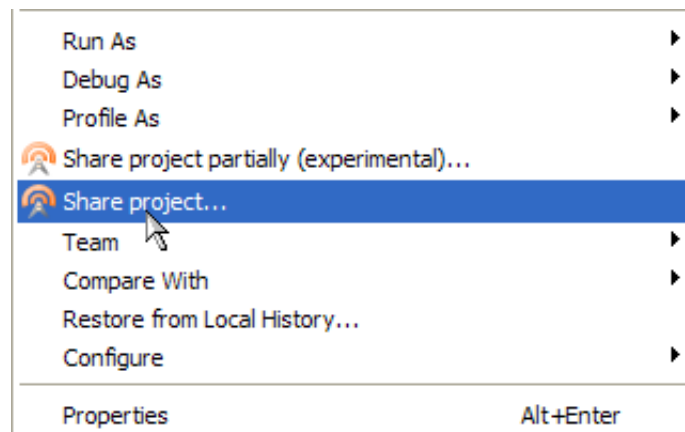 Run As
Debug As
Profile As
Share project partially (experimental)...
Share project...
Team
Compare With
Restore from Local History...
Configure
Properties Alt+Enter